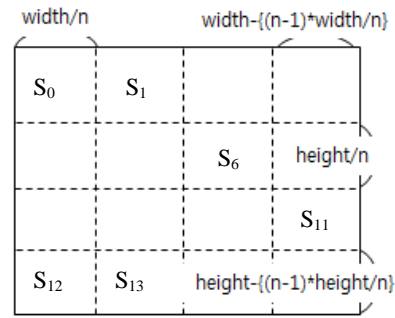 width/n
width-{(n-1)*width/n}
S₀ S₁
S₆ height/n
S₁₁
S₁₂ S₁₃ height-{(n-1)*height/n}